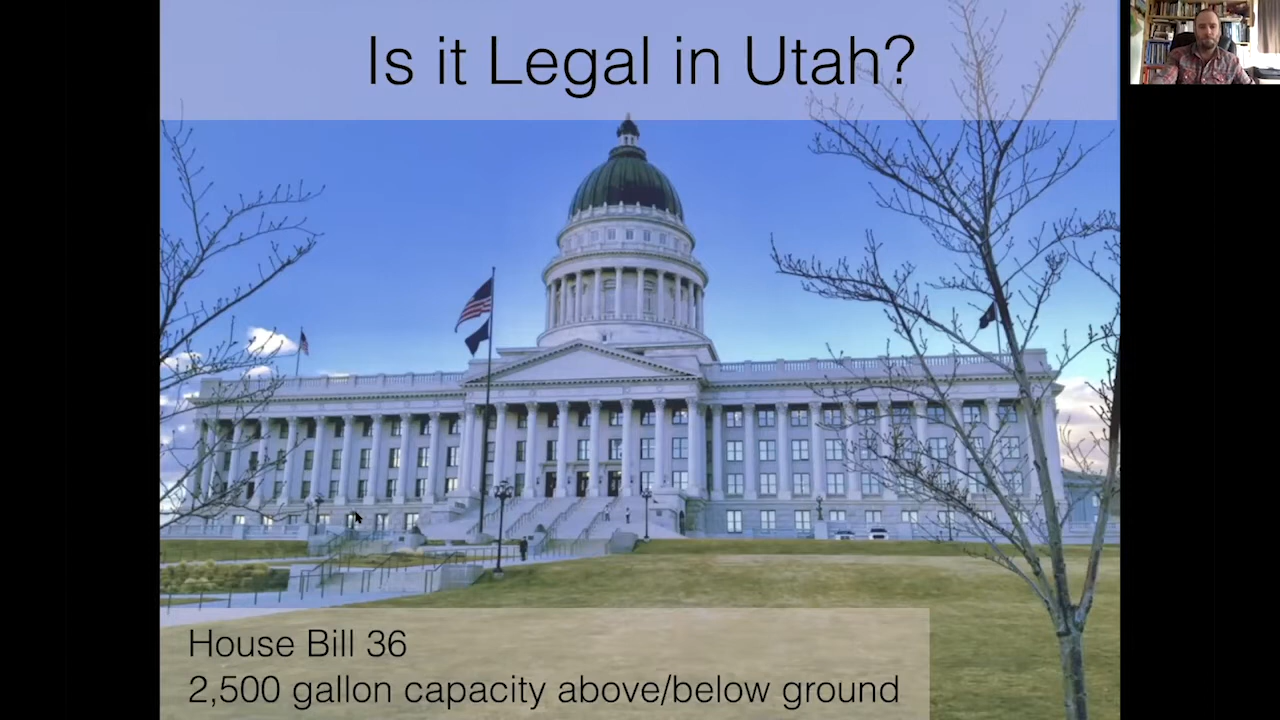 Is it Legal in Utah?
House Bill 36
2,500 gallon capacity above/below ground